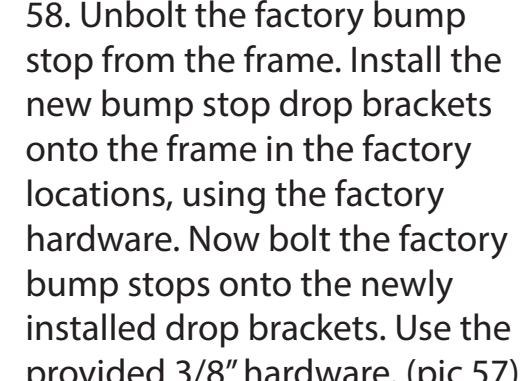 58. Unbolt the factory bump
stop from the frame. Install the
new bump stop drop brackets
onto the frame in the factory
locations, using the factory
hardware. Now bolt the factory
bump stops onto the newly
installed drop brackets. Use the
provided 3/8” hardware. (pic 57)